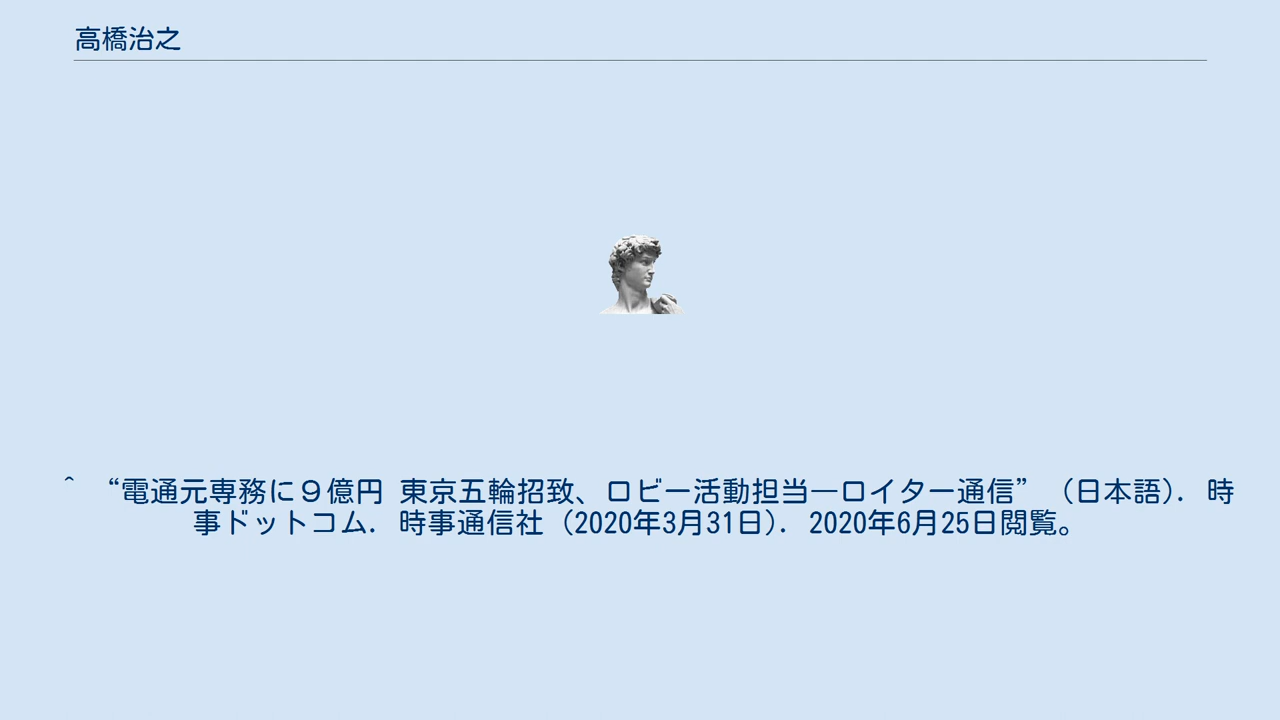 高橋治之
^ “電通元専務に９億円 東京五輪招致、ロビー活動担当―ロイター通信” （日本語）. 時
事ドットコム. 時事通信社 (2020年3月31日). 2020年6月25日閲覧。